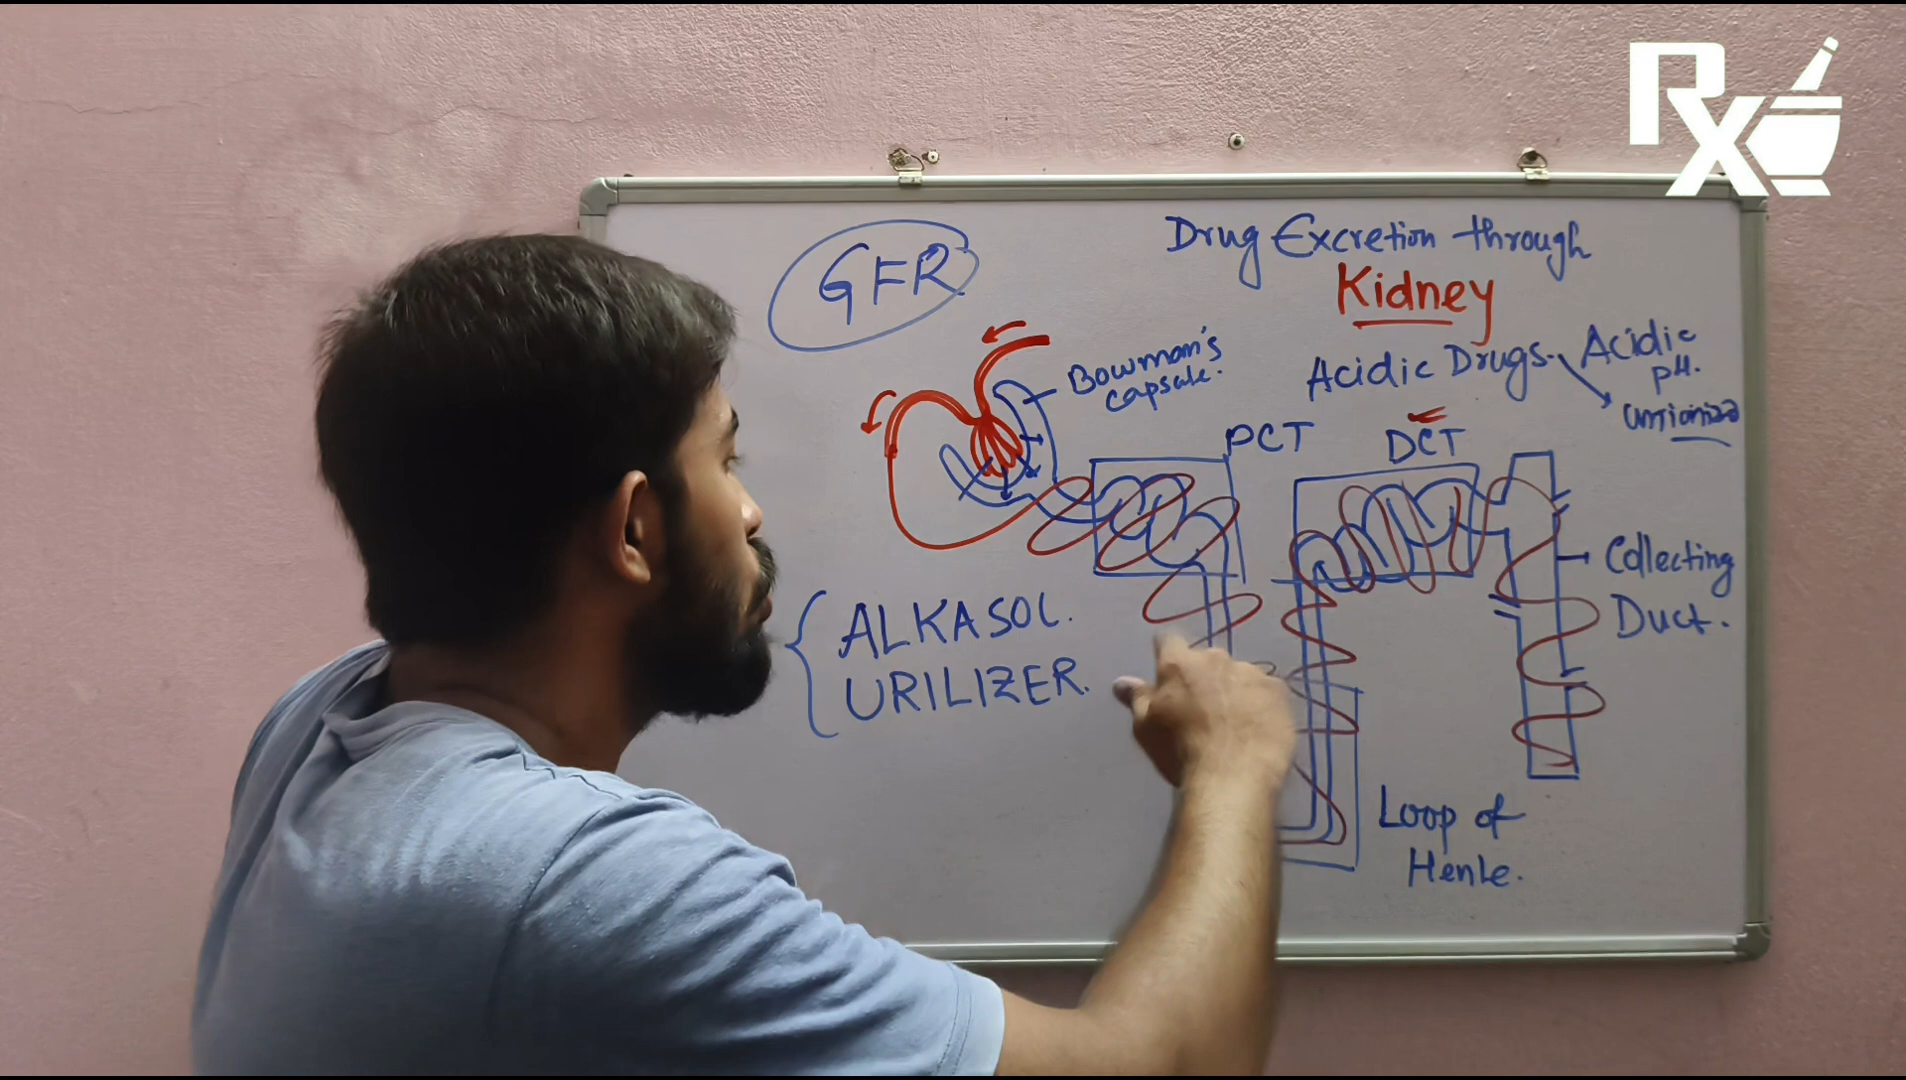 Rx
GFR
Drug Excretion through
Kidney
Bowman's
capsule.
Acidic Drugs.
Acidic
pH.
unionized
PCT
DCT
Collecting
Duct.
ALKASOL.
URILIZER.
Loop of
Henle.